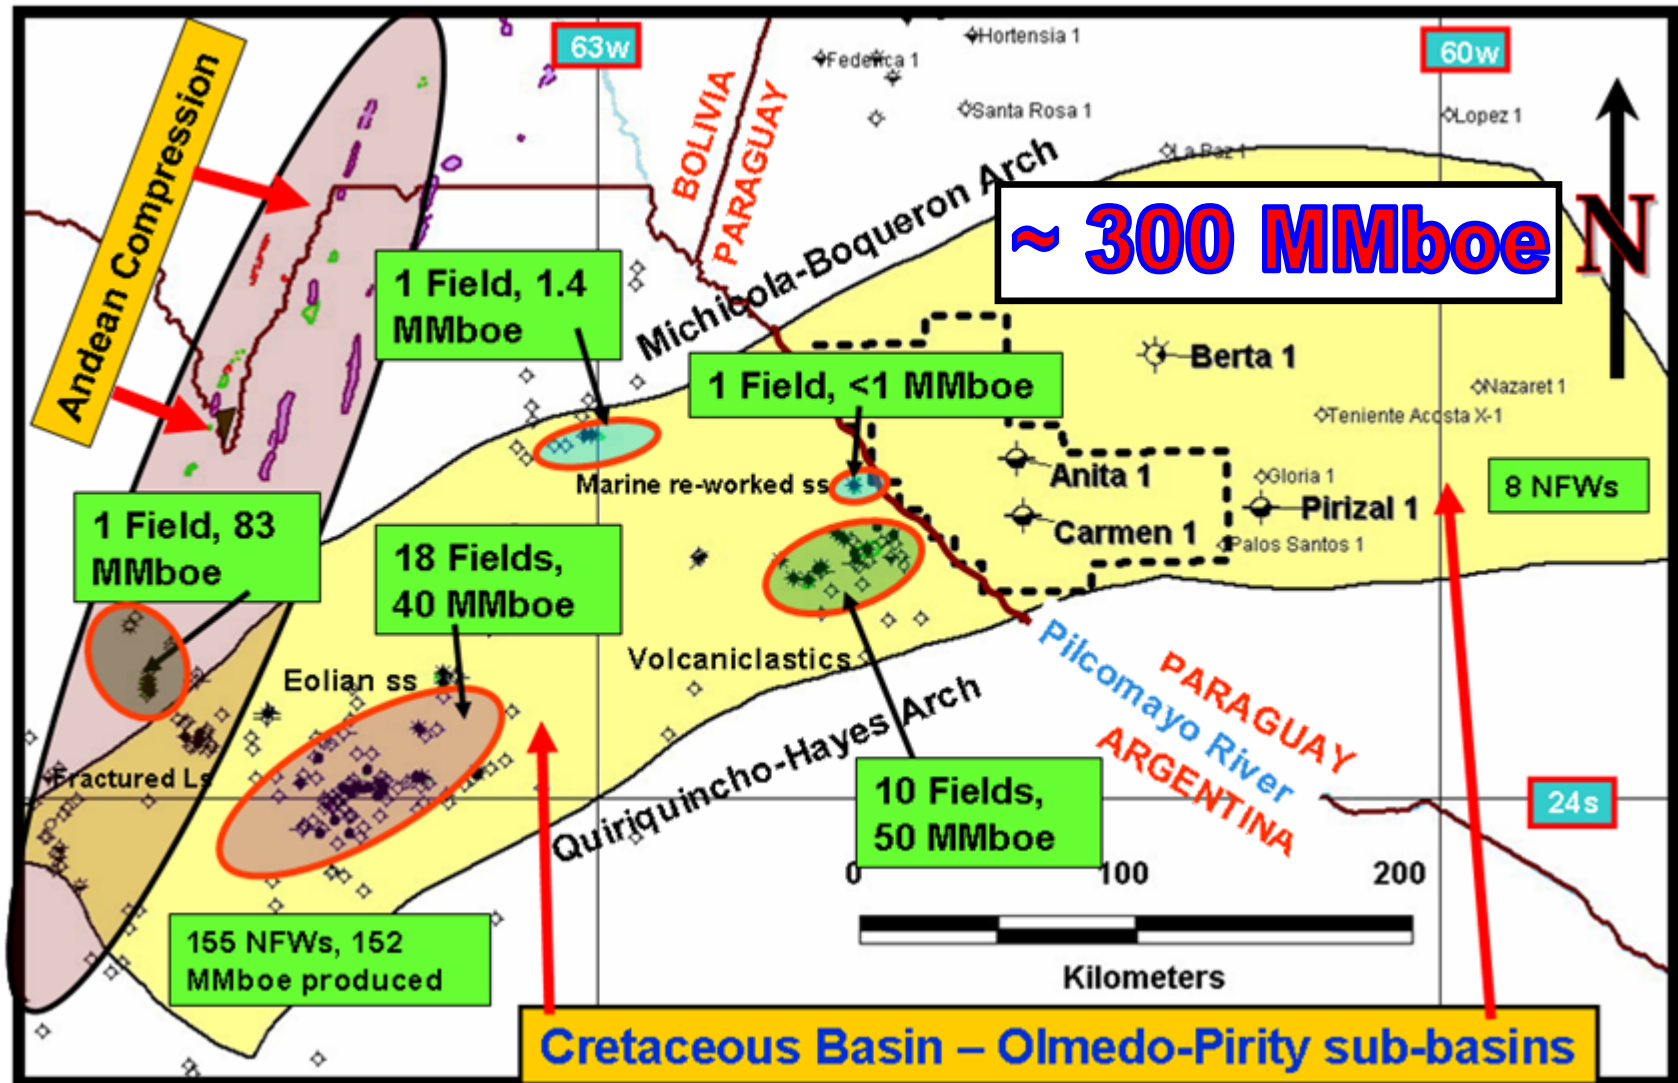 63w
60w
Hortensia 1
Federica 1
Santa Rosa 1
Lopez 1
La Paz 1
BOLIVIA
PARAGUAY
Andean Compression
Michicola-Boqueron Arch
~ 300 MMboe
N
1 Field, 1.4
MMboe
1 Field, <1 MMboe
Berta 1
Nazaret 1
Teniente Acosta X-1
Marine re-worked ss
Anita 1
Gloria 1
8 NFWs
Pirizal 1
Carmen 1
Palos Santos 1
1 Field, 83
MMboe
18 Fields,
40 MMboe
Volcaniclastics
Eolian ss
Fractured Ls
Quiriquincho-Hayes Arch
Pilcomayo River
PARAGUAY
ARGENTINA
10 Fields,
50 MMboe
24s
0 100 200
Kilometers
155 NFWs, 152
MMboe produced
Cretaceous Basin – Olmedo-Pirity sub-basins